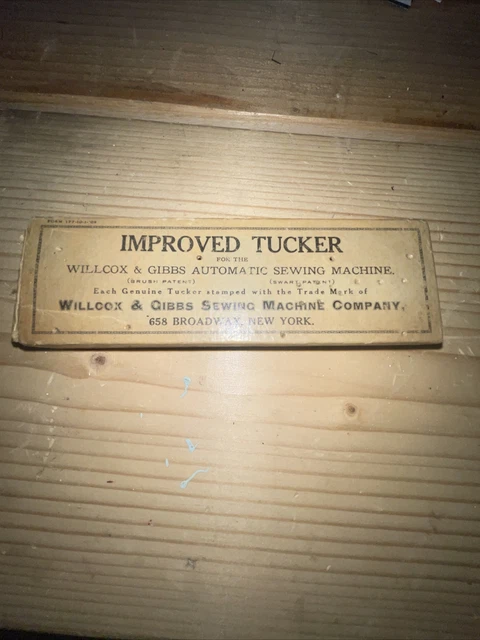 IMPROVED TUCKER
FOR THE
WILLCOX & GIBBS AUTOMATIC SEWING MACHINE.
(BRUSH PATENT) (SWART PATENT)
Each Genuine Tucker stamped with the Trade Mark of
WILLCOX & GIBBS SEWING MACHINE COMPANY,
658 BROADWAY, NEW YORK.